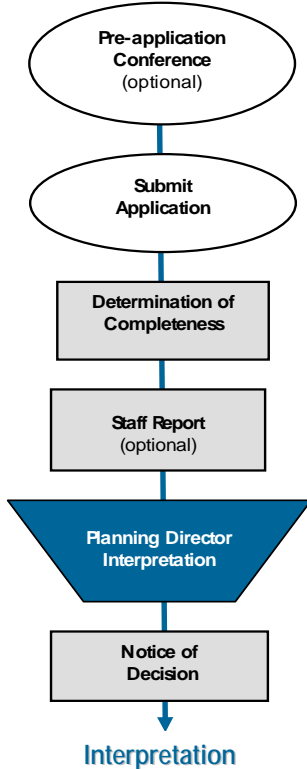 Pre-application
Conference
(optional)
Submit
Application
Determination of
Completeness
Staff Report
(optional)
Planning Director
Interpretation
Notice of
Decision
Interpretation